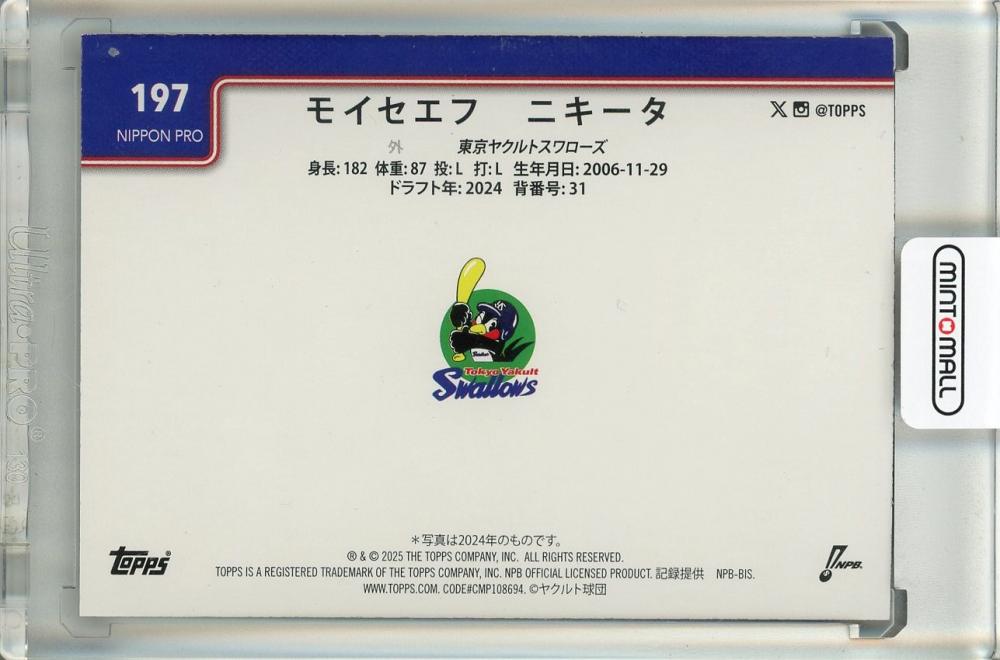 197
NIPPON PRO
モイセエフ　ニキータ
X @TOPPS
外 東京ヤクルトスワローズ
身長: 182 体重: 87 投: L 打: L 生年月日: 2006-11-29
ドラフト年: 2024 背番号: 31
Tokyo Yakult
Swallows
MINT MALL
Ultra PRO®
130
＊写真は2024年のものです。
® & © 2025 THE TOPPS COMPANY, INC. ALL RIGHTS RESERVED.
TOPPS IS A REGISTERED TRADEMARK OF THE TOPPS COMPANY, INC. NPB OFFICIAL LICENSED PRODUCT. 記録提供 NPB-BIS.
WWW.TOPPS.COM. CODE#CMP108694. ©ヤクルト球団
Topps®
NPB.